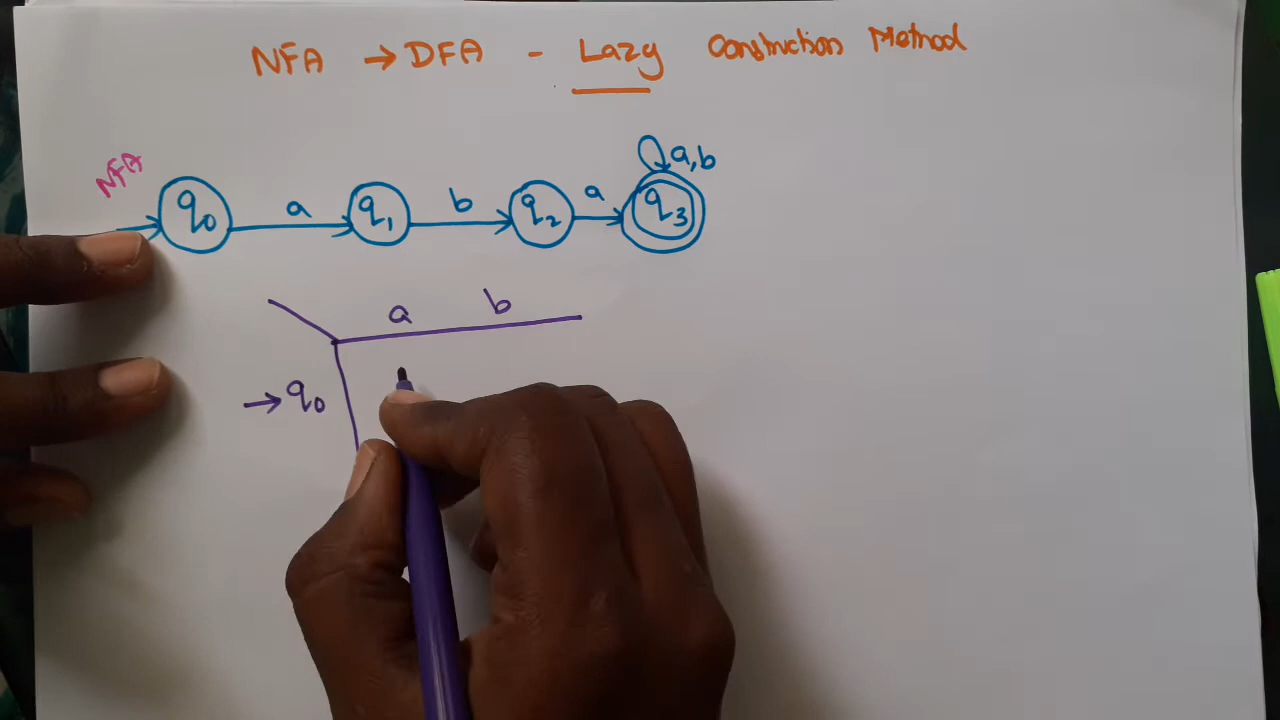 NFA → DFA - Lazy Construction Method
NFA
a,b
q0 a q1 b q2 a q3
a b
→ q0